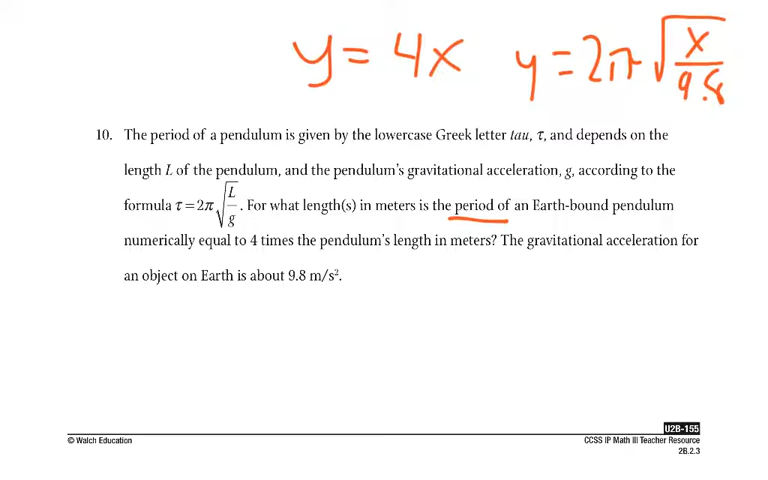 y = 4x y = 2π√(x/9.8)
10. The period of a pendulum is given by the lowercase Greek letter tau, τ, and depends on the
length L of the pendulum, and the pendulum's gravitational acceleration, g, according to the
formula τ = 2π√(L/g). For what length(s) in meters is the period of an Earth-bound pendulum
numerically equal to 4 times the pendulum's length in meters? The gravitational acceleration for
an object on Earth is about 9.8 m/s².
U2B-155
© Walch Education CCSS IP Math III Teacher Resource
2B.2.3